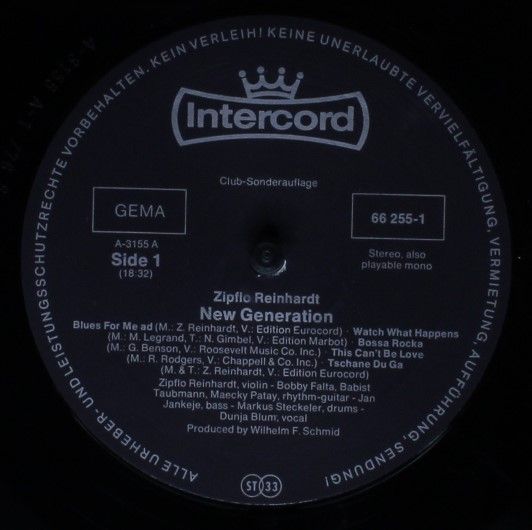 ALLE URHEBER- UND LEISTUNGSSCHUTZRECHTE VORBEHALTEN. KEIN VERLEIH! KEINE UNERLAUBTE VERVIELFÄLTIGUNG, VERMIETUNG, AUFFÜHRUNG, SENDUNG!
Intercord
Club-Sonderauflage
GEMA
66 255-1
A-3155 A
Side 1
(18:32)
Stereo, also
playable mono
Zipflo Reinhardt
New Generation
Blues For Me ad (M.: Z. Reinhardt, V.: Edition Eurocord) · Watch What Happens
(M.: M. Legrand, T.: N. Gimbel, V.: Edition Marbot) · Bossa Rocka
(M.: G. Benson, V.: Roosevelt Music Co. Inc.) · This Can't Be Love
(M.: R. Rodgers, V.: Chappell & Co. Inc.) · Tschane Du Ga
(M. & T.: Z. Reinhardt, V.: Edition Eurocord)
Zipflo Reinhardt, violin - Bobby Falta, Babist
Taubmann, Maecky Patay, rhythm-guitar - Jan
Jankeje, bass - Markus Steckeler, drums -
Dunja Blum, vocal
Produced by Wilhelm F. Schmid
ST 33